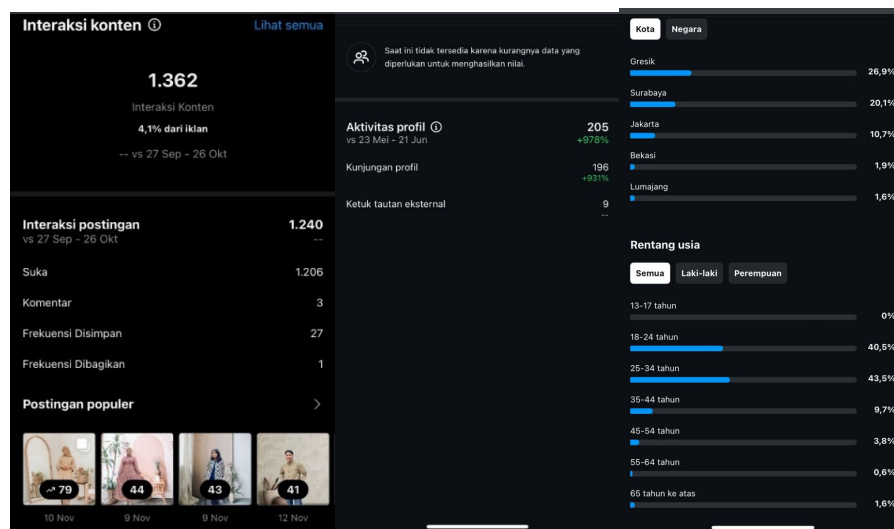 Interaksi konten
Lihat semua
1.362
Interaksi Konten
4,1% dari iklan
-- vs 27 Sep - 26 Okt
Interaksi postingan 1.240
vs 27 Sep - 26 Okt --
Suka 1.206
Komentar 3
Frekuensi Disimpan 27
Frekuensi Dibagikan 1
Postingan populer >
79 44 43 41
10 Nov 9 Nov 9 Nov 12 Nov
Saat ini tidak tersedia karena kurangnya data yang
diperlukan untuk menghasilkan nilai.
Aktivitas profil 205
vs 23 Mei - 21 Jun +978%
Kunjungan profil 196
+931%
Ketuk tautan eksternal 9
--
Kota Negara
Gresik
26,9%
Surabaya
20,1%
Jakarta
10,7%
Bekasi
1,9%
Lumajang
1,6%
Rentang usia
Semua Laki-laki Perempuan
13-17 tahun
0%
18-24 tahun
40,5%
25-34 tahun
43,5%
35-44 tahun
9,7%
45-54 tahun
3,8%
55-64 tahun
0,6%
65 tahun ke atas
1,6%